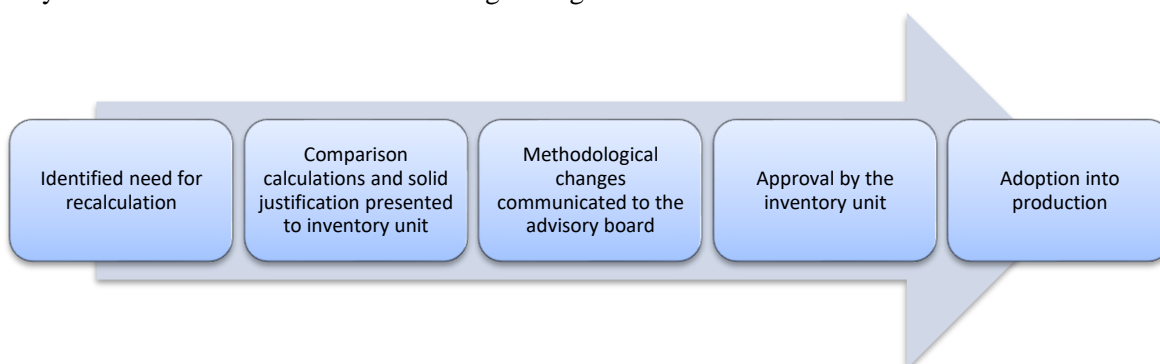 Identified need for
recalculation
Comparison
calculations and solid
justification presented
to inventory unit
Methodological
changes
communicated to the
advisory board
Approval by the
inventory unit
Adoption into
production